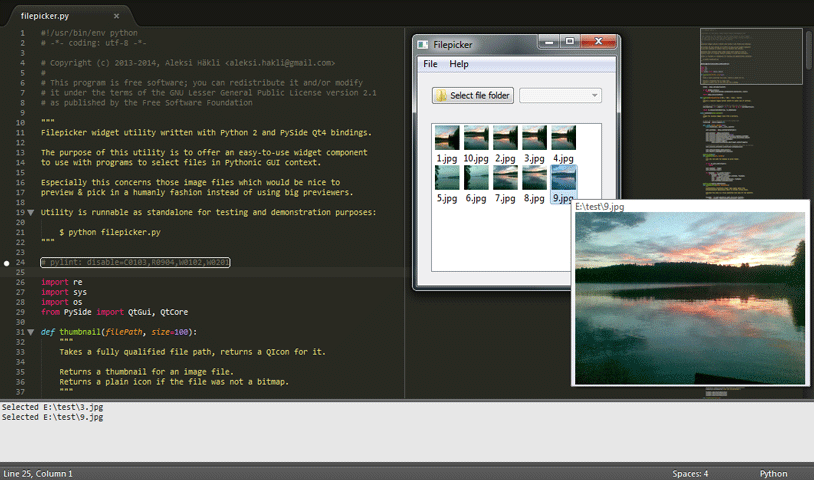 filepicker.py
1 #!/usr/bin/env python
2 # -*- coding: utf-8 -*-
3
4 # Copyright (c) 2013-2014, Aleksi Häkli <aleksi.hakli@gmail.com>
5 #
6 # This program is free software; you can redistribute it and/or modify
7 # it under the terms of the GNU Lesser General Public License version 2.1
8 # as published by the Free Software Foundation
9
10 """
11 Filepicker widget utility written with Python 2 and PySide Qt4 bindings.
12
13 The purpose of this utility is to offer an easy-to-use widget component
14 to use with programs to select files in Pythonic GUI context.
15
16 Especially this concerns those image files which would be nice to
17 preview & pick in a humanly fashion instead of using big previewers.
18
19 Utility is runnable as standalone for testing and demonstration purposes:
20
21 $ python filepicker.py
22 """
23
24 # pylint: disable=C0103,R0904,W0102,W0201
25
26 import re
27 import sys
28 import os
29 from PySide import QtGui, QtCore
30
31 def thumbnail(filePath, size=100):
32 """
33 Takes a fully qualified file path, returns a QIcon for it.
34
35 Returns a thumbnail for an image file.
36 Returns a plain icon if the file was not a bitmap.
37 """
Filepicker
File Help
Select file folder
1.jpg 10.jpg 2.jpg 3.jpg 4.jpg
5.jpg 6.jpg 7.jpg 8.jpg 9.jpg
E:\test\9.jpg
Selected E:\test\3.jpg
Selected E:\test\9.jpg
Line 25, Column 1
Spaces: 4
Python